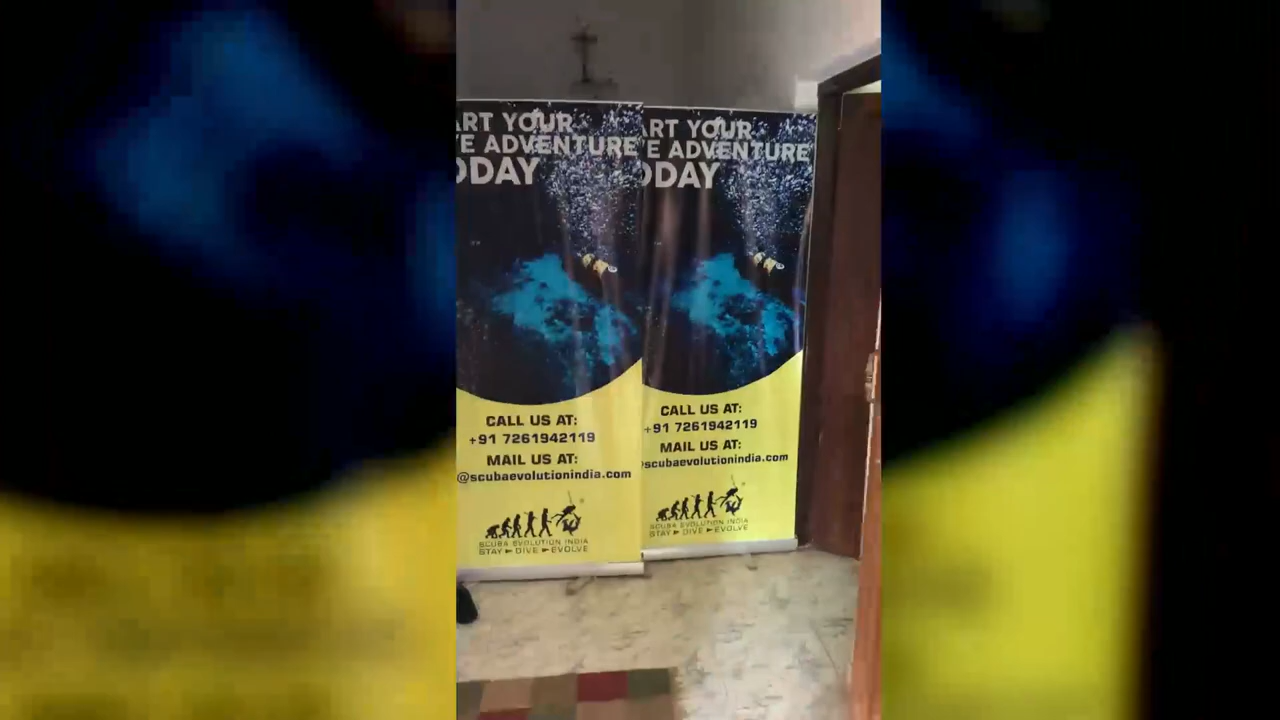 ART YOUR
E ADVENTURE
ODAY
CALL US AT:
+91 7261942119
MAIL US AT:
@scubaevolutionindia.com
SCUBA EVOLUTION INDIA
STAY ► DIVE ► EVOLVE
ART YOUR
E ADVENTURE
ODAY
CALL US AT:
+91 7261942119
MAIL US AT:
scubaevolutionindia.com
SCUBA EVOLUTION INDIA
STAY ► DIVE ► EVOLVE